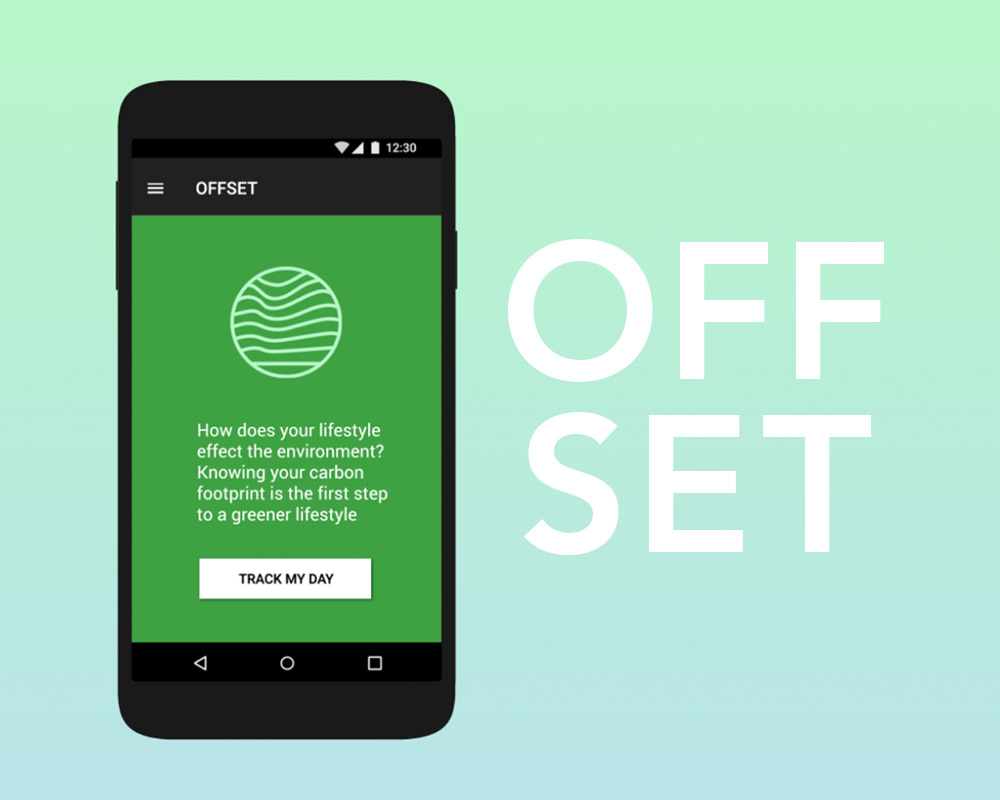 12:30
OFFSET
How does your lifestyle
effect the environment?
Knowing your carbon
footprint is the first step
to a greener lifestyle
TRACK MY DAY
OFF
SET